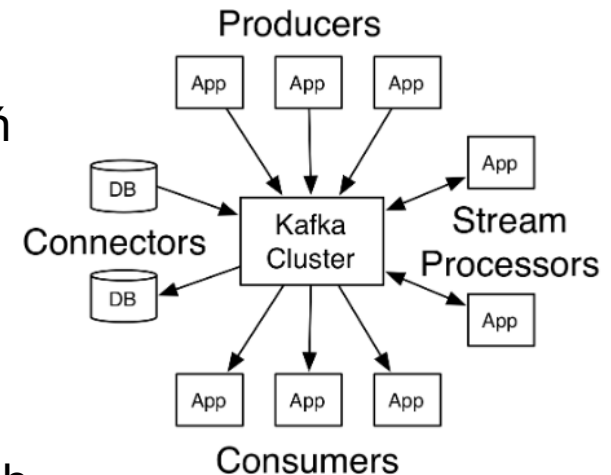 Producers
App App App
ń
App
DB
Kafka
Cluster
Stream
Processors
Connectors
DB
App
App App App
Consumers